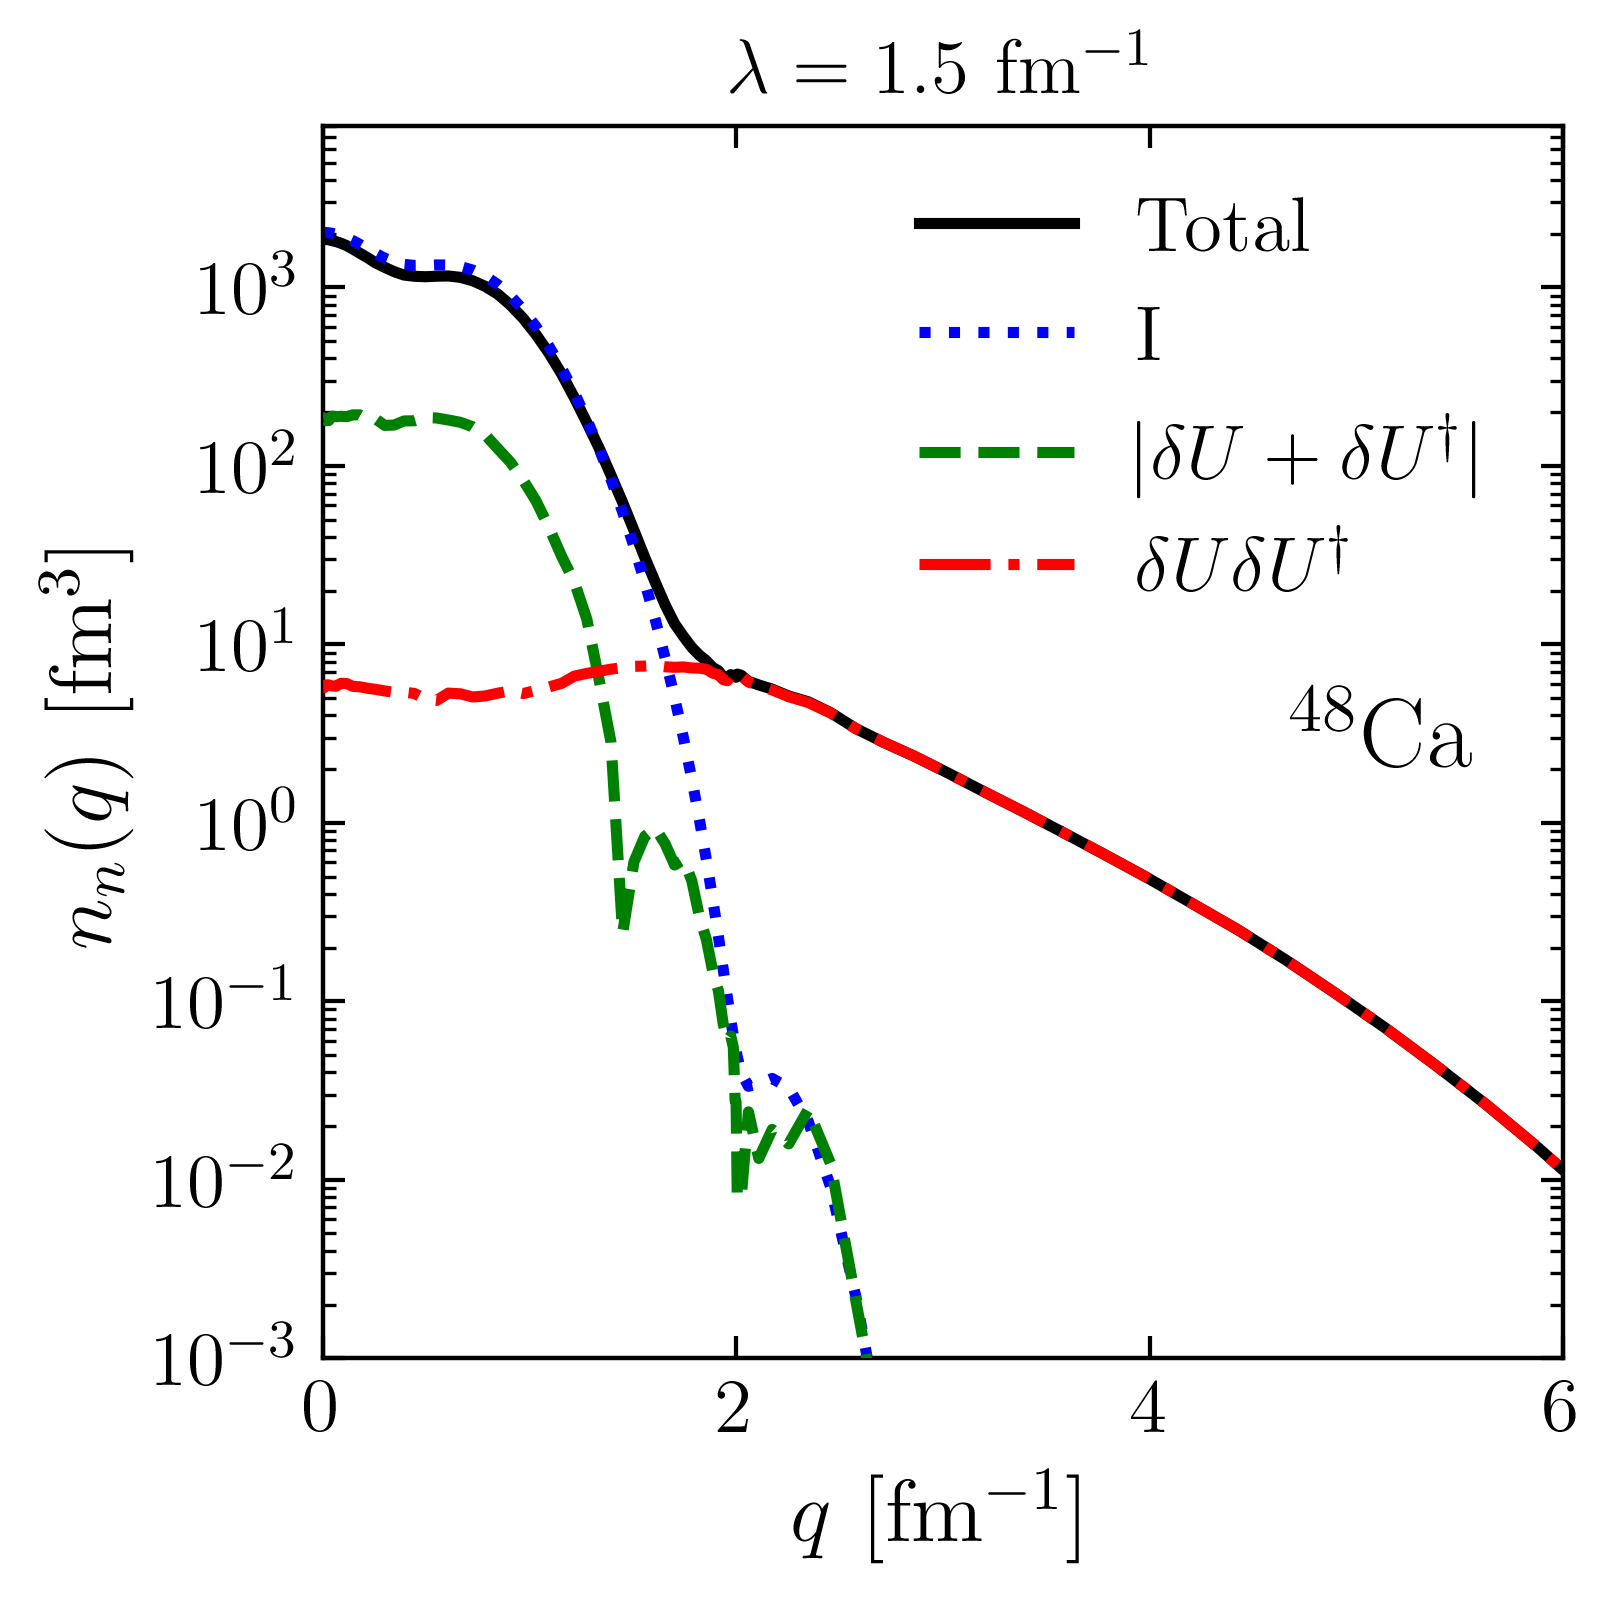 λ = 1.5 fm⁻¹
Total
I
|δU + δU†|
δUδU†
⁴⁸Ca
nₙ(q) [fm³]
10³
10²
10¹
10⁰
10⁻¹
10⁻²
10⁻³
0 2 4 6
q [fm⁻¹]